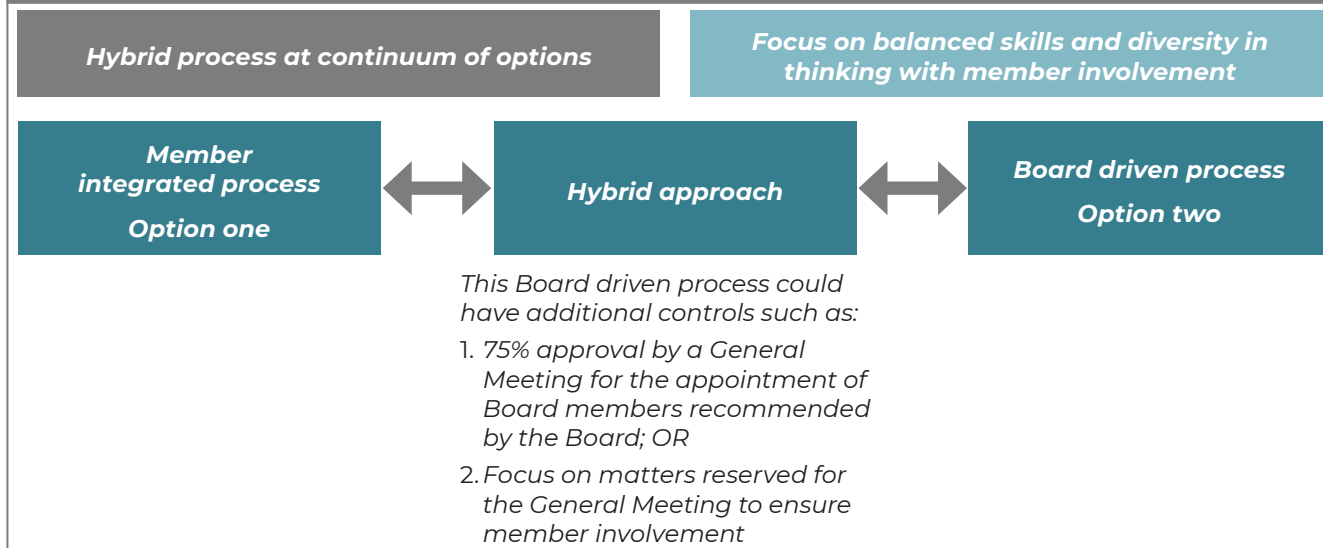 Hybrid process at continuum of options
Focus on balanced skills and diversity in
thinking with member involvement
Member
integrated process
Option one
Hybrid approach
Board driven process
Option two
This Board driven process could
have additional controls such as:
1. 75% approval by a General
Meeting for the appointment of
Board members recommended
by the Board; OR
2. Focus on matters reserved for
the General Meeting to ensure
member involvement